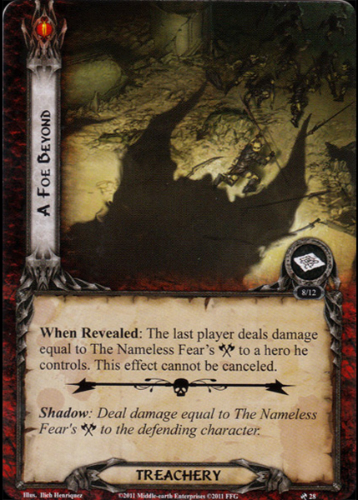 A Foe Beyond
8/12
When Revealed: The last player deals damage
equal to The Nameless Fear's to a hero he
controls. This effect cannot be canceled.
Shadow: Deal damage equal to The Nameless
Fear's to the defending character.
TREACHERY
Illus. Ilich Henriquez
©2011 Middle-earth Enterprises ©2011 FFG
28